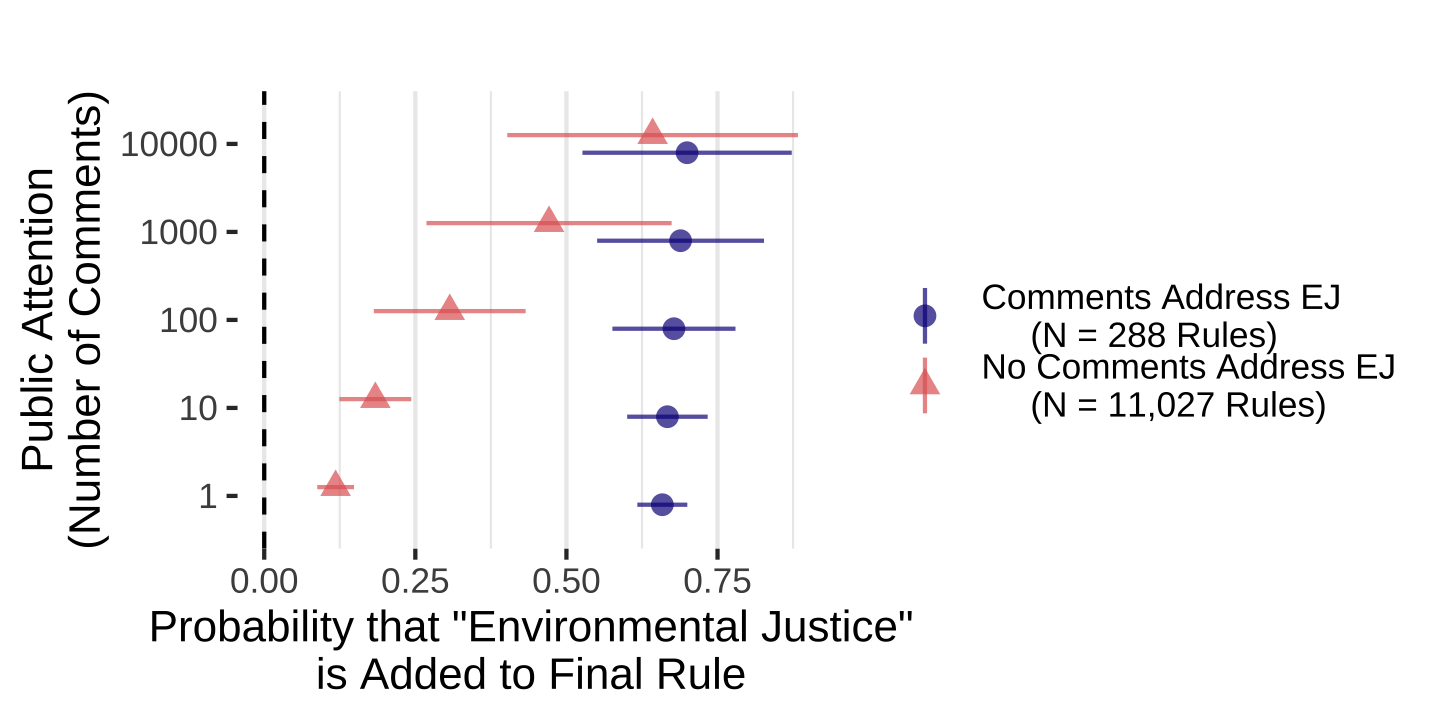 Public Attention
(Number of Comments)
10000
1000
100
10
1
0.00 0.25 0.50 0.75
Probability that "Environmental Justice"
is Added to Final Rule
Comments Address EJ
(N = 288 Rules)
No Comments Address EJ
(N = 11,027 Rules)